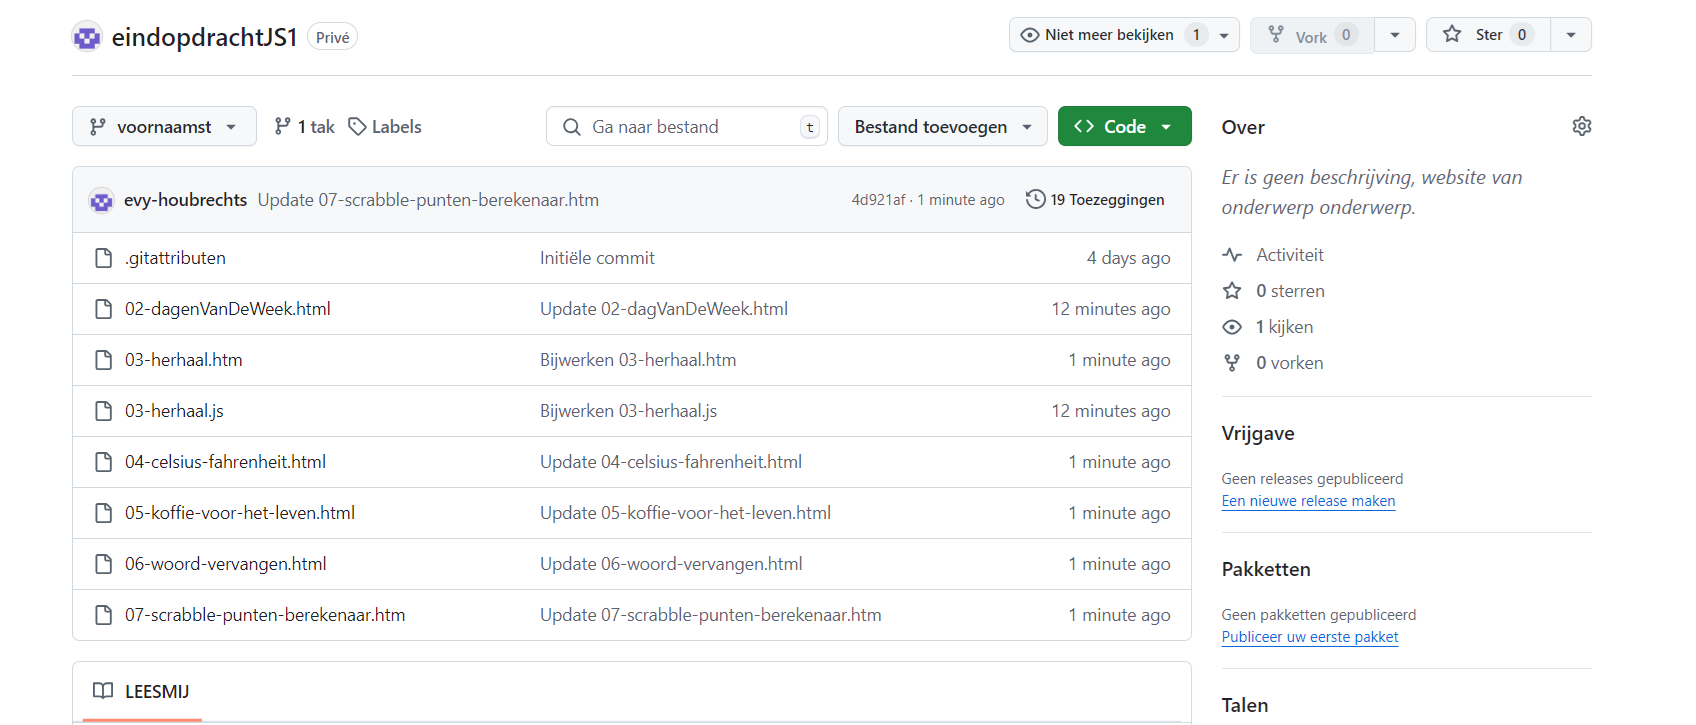 eindopdrachtJS1 Privé Niet meer bekijken 1 Vork 0 Ster 0
voornaamst 1 tak Labels Ga naar bestand t Bestand toevoegen Code
evy-houbrechts Update 07-scrabble-punten-berekenaar.htm 4d921af · 1 minute ago 19 Toezeggingen
.gitattributen Initiële commit 4 days ago
02-dagenVanDeWeek.html Update 02-dagVanDeWeek.html 12 minutes ago
03-herhaal.htm Bijwerken 03-herhaal.htm 1 minute ago
03-herhaal.js Bijwerken 03-herhaal.js 12 minutes ago
04-celsius-fahrenheit.html Update 04-celsius-fahrenheit.html 1 minute ago
05-koffie-voor-het-leven.html Update 05-koffie-voor-het-leven.html 1 minute ago
06-woord-vervangen.html Update 06-woord-vervangen.html 1 minute ago
07-scrabble-punten-berekenaar.htm Update 07-scrabble-punten-berekenaar.htm 1 minute ago
LEESMIJ
Over
Er is geen beschrijving, website van
onderwerp onderwerp.
Activiteit
0 sterren
1 kijken
0 vorken
Vrijgave
Geen releases gepubliceerd
Een nieuwe release maken
Pakketten
Geen pakketten gepubliceerd
Publiceer uw eerste pakket
Talen